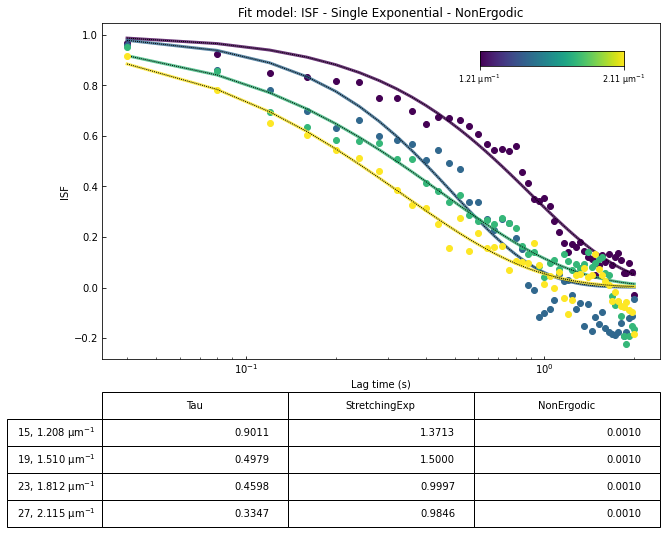 Fit model: ISF - Single Exponential - NonErgodic
1.0
0.8
0.6
0.4
0.2
0.0
−0.2
ISF
1.21 μm⁻¹ 2.11 μm⁻¹
10⁻¹ 10⁰
Lag time (s)
Tau StretchingExp NonErgodic
15, 1.208 μm⁻¹ 0.9011 1.3713 0.0010
19, 1.510 μm⁻¹ 0.4979 1.5000 0.0010
23, 1.812 μm⁻¹ 0.4598 0.9997 0.0010
27, 2.115 μm⁻¹ 0.3347 0.9846 0.0010